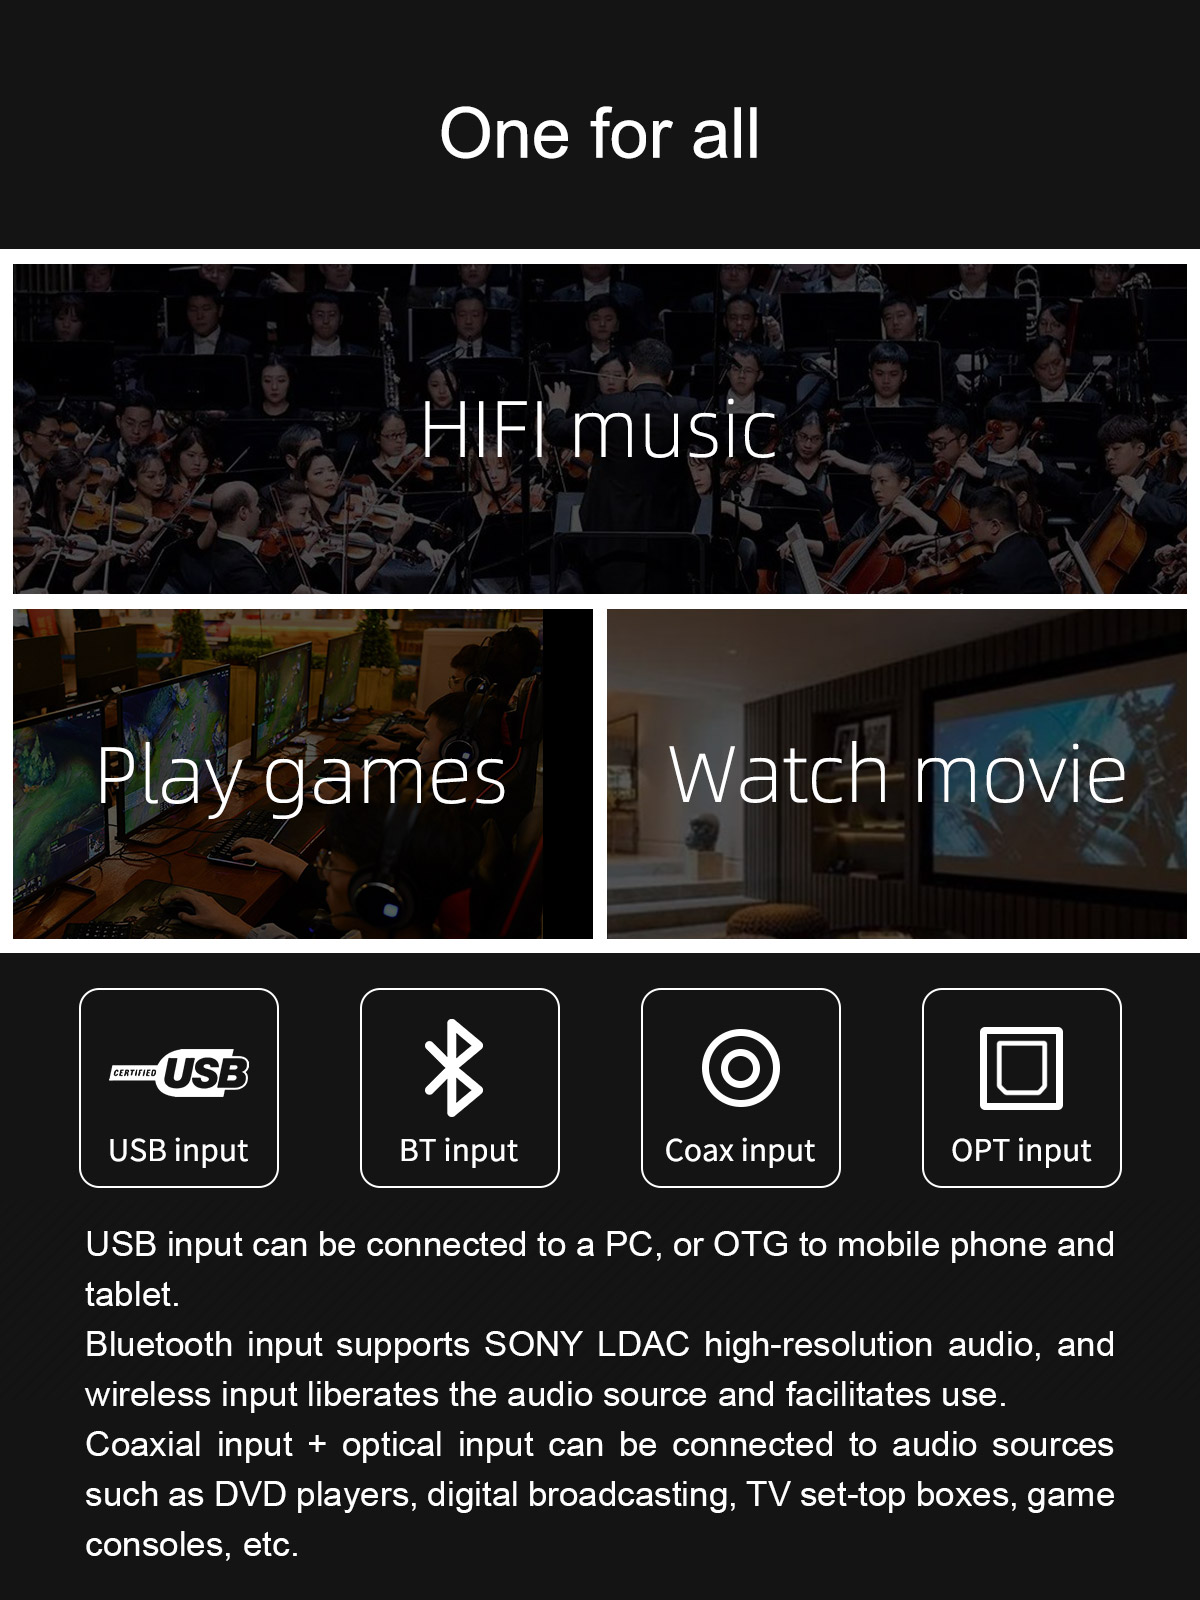 One for all
HIFI music
Play games
Watch movie
CERTIFIED USB
USB input
BT input
Coax input
OPT input
USB input can be connected to a PC, or OTG to mobile phone and
tablet.
Bluetooth input supports SONY LDAC high-resolution audio, and
wireless input liberates the audio source and facilitates use.
Coaxial input + optical input can be connected to audio sources
such as DVD players, digital broadcasting, TV set-top boxes, game
consoles, etc.